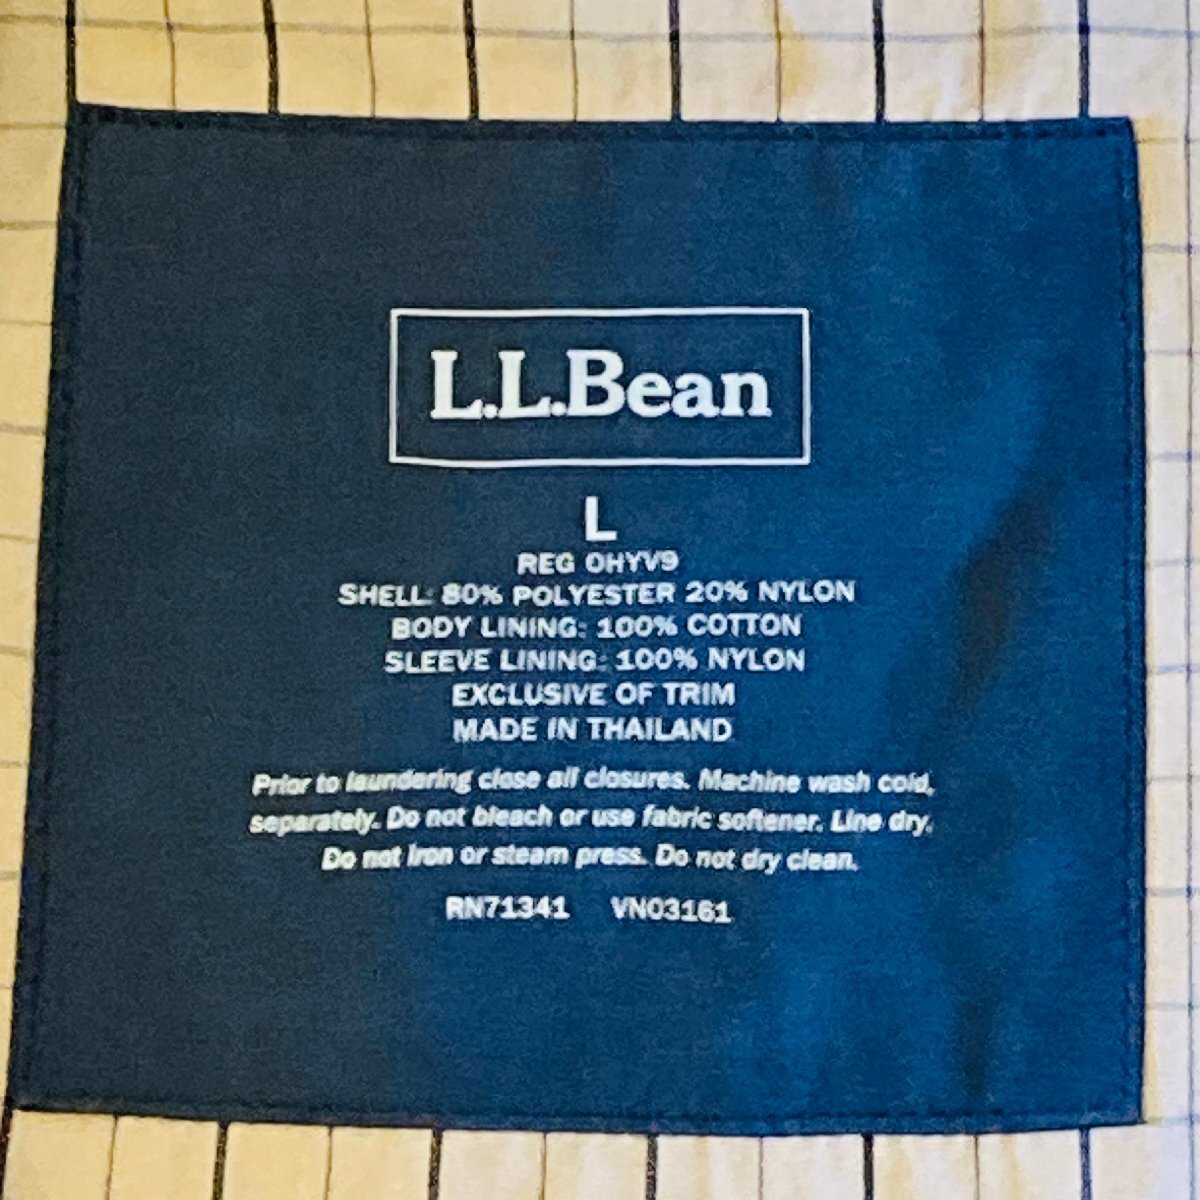 L.L.Bean
L
REG OHYV9
SHELL: 80% POLYESTER 20% NYLON
BODY LINING: 100% COTTON
SLEEVE LINING: 100% NYLON
EXCLUSIVE OF TRIM
MADE IN THAILAND
Prior to laundering close all closures. Machine wash cold,
separately. Do not bleach or use fabric softener. Line dry.
Do not iron or steam press. Do not dry clean.
RN71341 VN03161